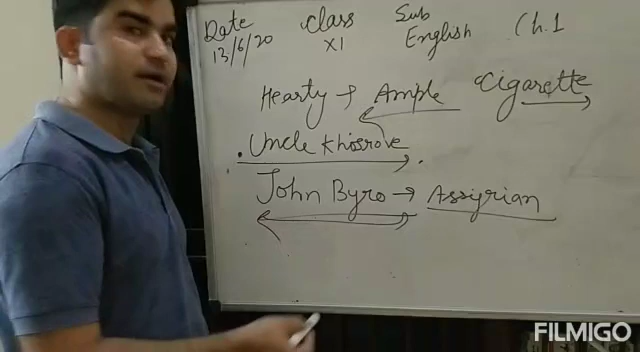 Date Class Sub Ch.1
13/6/20 XI English
Hearty → Ample Cigarette
Uncle Khosrove
John Byro → Assyrian
FILMIGO